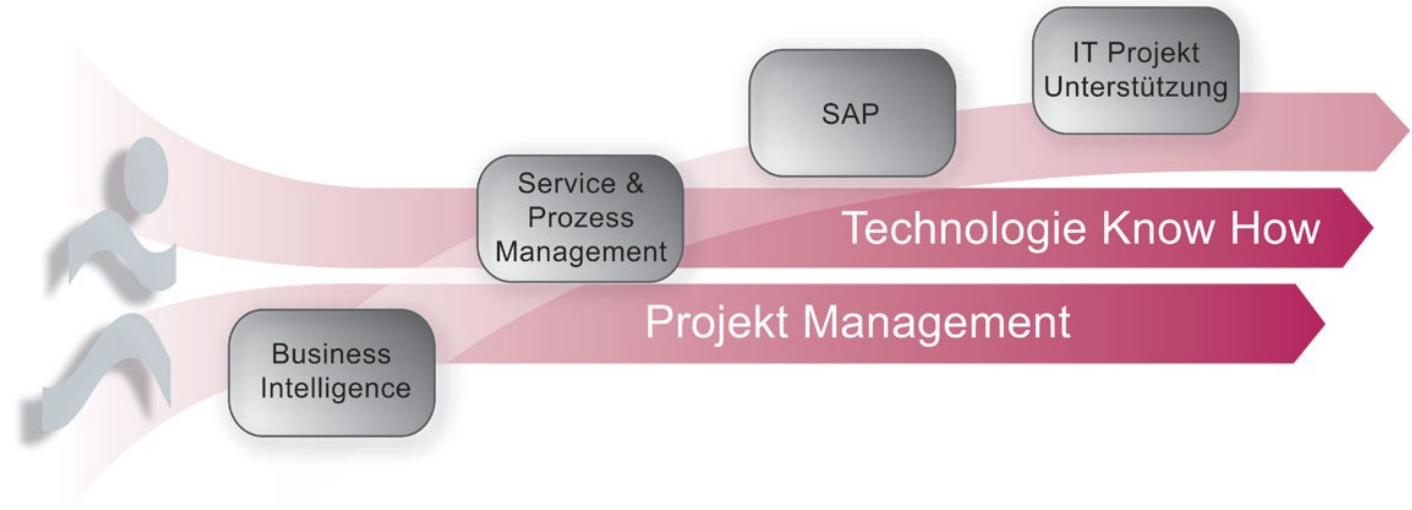 IT Projekt
Unterstützung
SAP
Service &
Prozess
Management
Technologie Know How
Projekt Management
Business
Intelligence